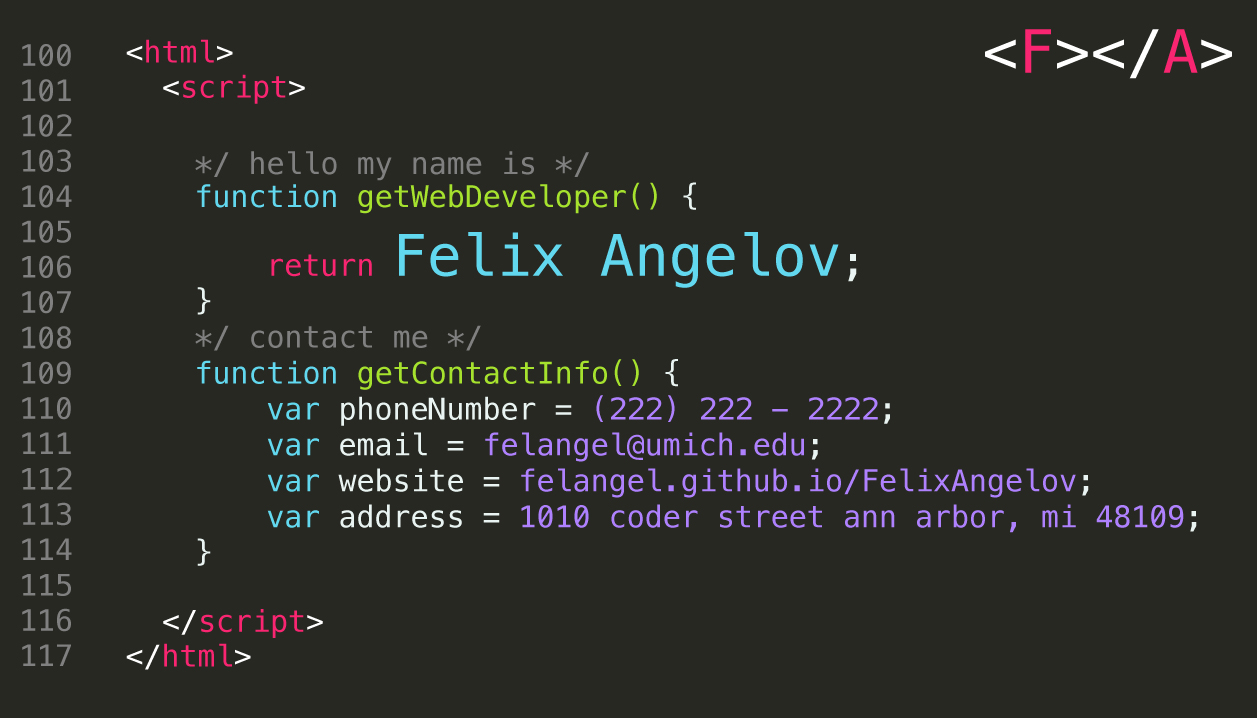 <F></A>
100 <html>
101 <script>
102
103 */ hello my name is */
104 function getWebDeveloper() {
105
106 return Felix Angelov;
107 }
108 */ contact me */
109 function getContactInfo() {
110 var phoneNumber = (222) 222 - 2222;
111 var email = felangel@umich.edu;
112 var website = felangel.github.io/FelixAngelov;
113 var address = 1010 coder street ann arbor, mi 48109;
114 }
115
116 </script>
117 </html>